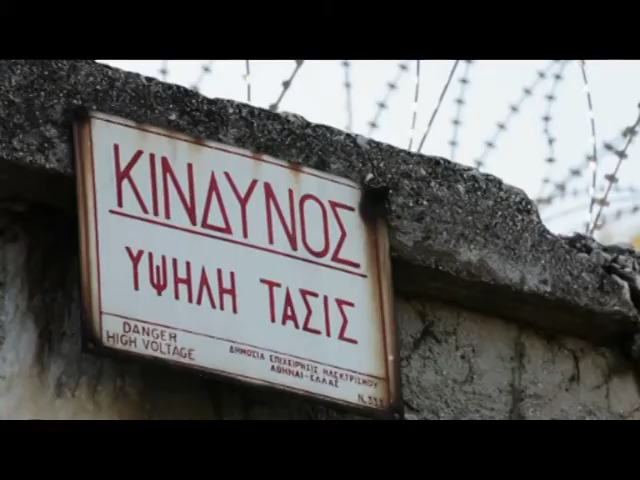 ΚΙΝΔΥΝΟΣ
ΥΨΗΛΗ ΤΑΣΙΣ
DANGER
HIGH VOLTAGE
ΔΗΜΟΣΙΑ ΕΠΙΧΕΙΡΗΣΙΣ ΗΛΕΚΤΡΙΣΜΟΥ
ΑΘΗΝΑΙ-ΕΛΛΑΣ